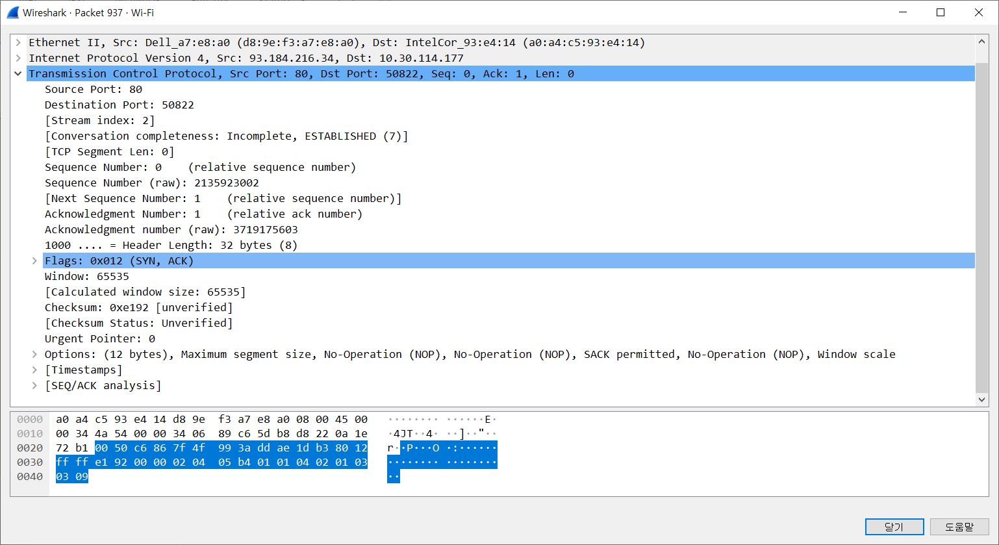 Wireshark · Packet 937 · Wi-Fi
Ethernet II, Src: Dell_a7:e8:a0 (d8:9e:f3:a7:e8:a0), Dst: IntelCor_93:e4:14 (a0:a4:c5:93:e4:14)
Internet Protocol Version 4, Src: 93.184.216.34, Dst: 10.30.114.177
Transmission Control Protocol, Src Port: 80, Dst Port: 50822, Seq: 0, Ack: 1, Len: 0
Source Port: 80
Destination Port: 50822
[Stream index: 2]
[Conversation completeness: Incomplete, ESTABLISHED (7)]
[TCP Segment Len: 0]
Sequence Number: 0    (relative sequence number)
Sequence Number (raw): 2135923002
[Next Sequence Number: 1    (relative sequence number)]
Acknowledgment Number: 1    (relative ack number)
Acknowledgment number (raw): 3719175603
1000 .... = Header Length: 32 bytes (8)
Flags: 0x012 (SYN, ACK)
Window: 65535
[Calculated window size: 65535]
Checksum: 0xe192 [unverified]
[Checksum Status: Unverified]
Urgent Pointer: 0
Options: (12 bytes), Maximum segment size, No-Operation (NOP), No-Operation (NOP), SACK permitted, No-Operation (NOP), Window scale
[Timestamps]
[SEQ/ACK analysis]
0000 a0 a4 c5 93 e4 14 d8 9e f3 a7 e8 a0 08 00 45 00 ········ ······E·
0010 00 34 4a 54 00 00 34 06 89 c6 5d b8 d8 22 0a 1e ·4JT··4· ··]··"··
0020 72 b1 00 50 c6 86 7f 4f 99 3a dd ae 1d b3 80 12 r··P···O ·:······
0030 ff ff e1 92 00 00 02 04 05 b4 01 01 04 02 01 03 ········ ········
0040 03 09 ··
닫기
도움말